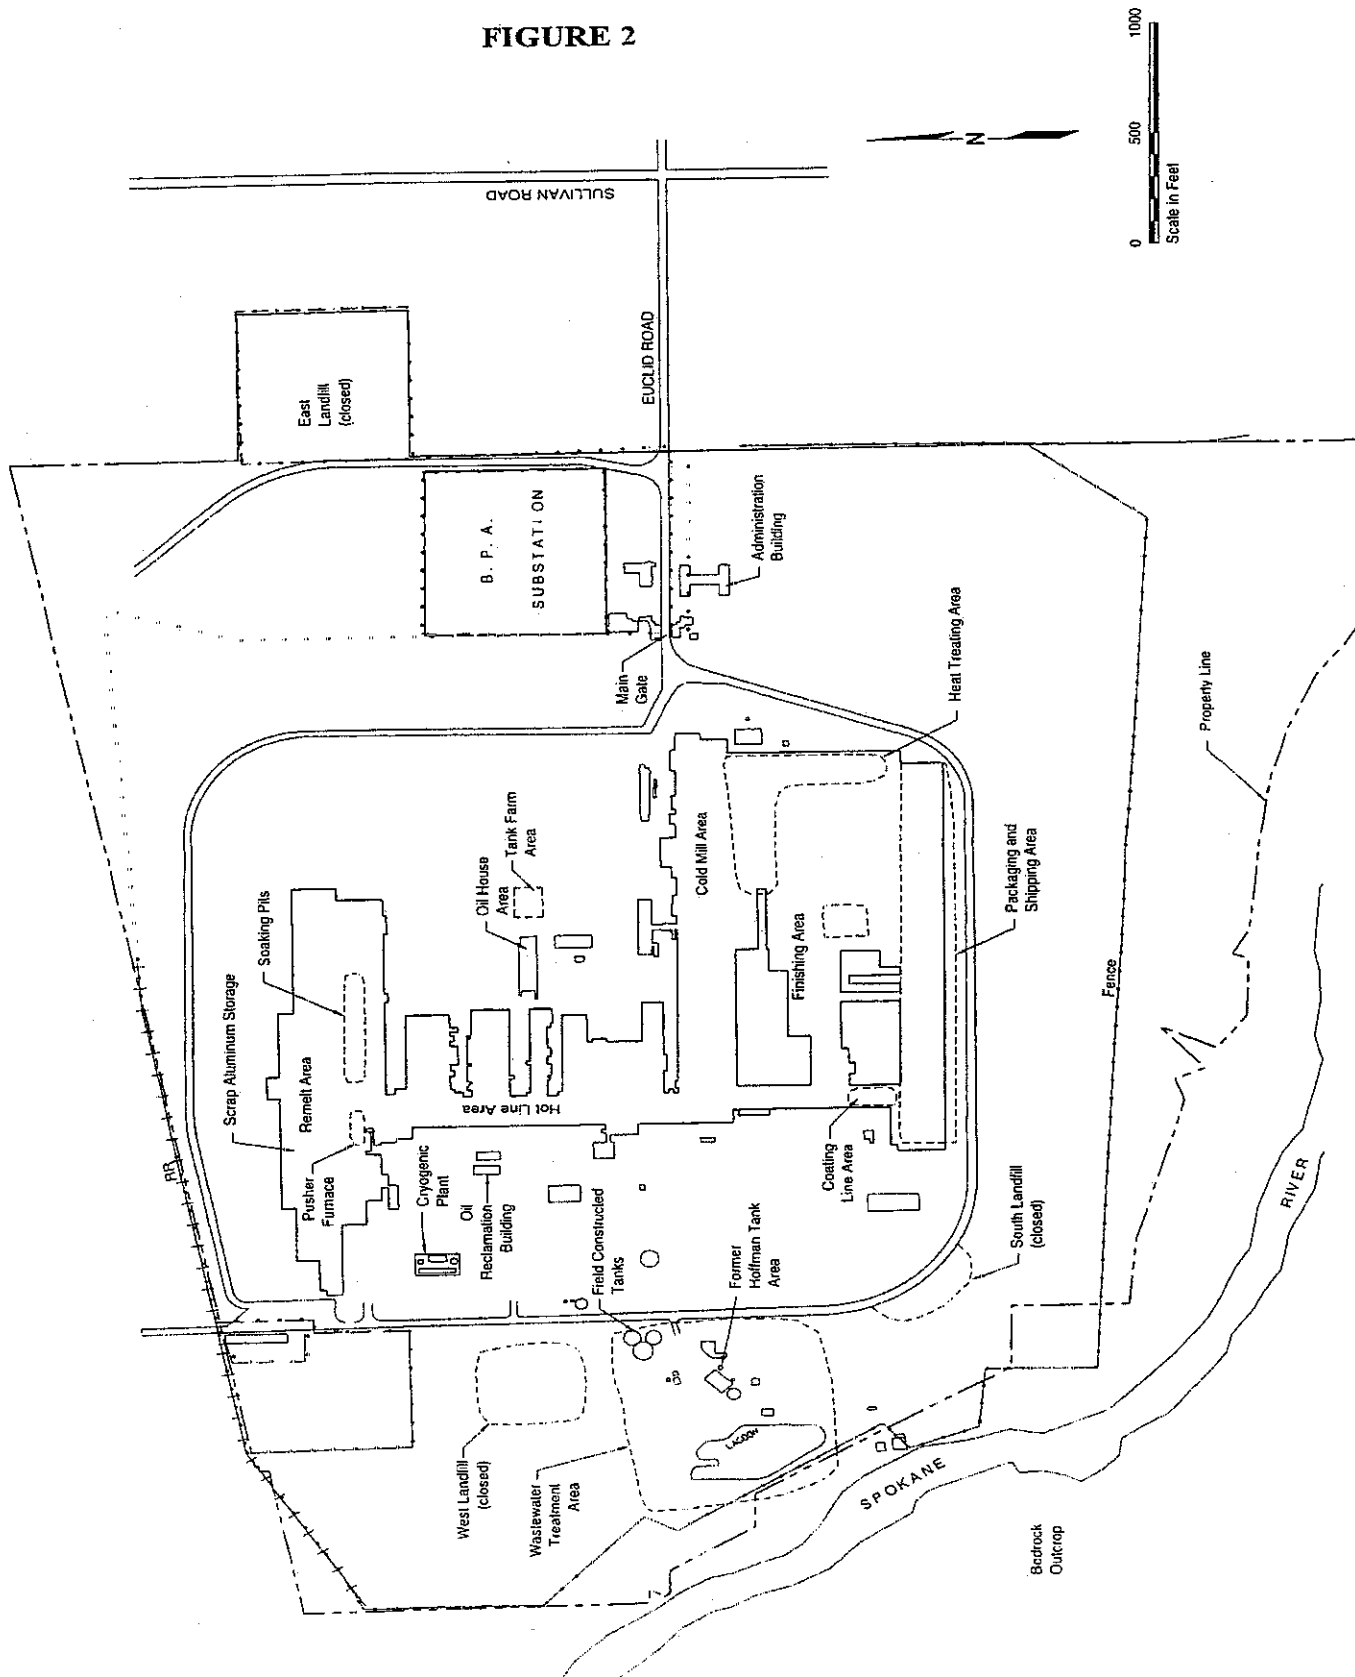 FIGURE 2
0 500 1000
Scale in Feet
N
SULLIVAN ROAD
EUCLID ROAD
East
Landfill
(closed)
B. P. A.
SUBSTATION
Administration
Building
Main
Gate
Heat Treating Area
Property Line
Tank Farm
Area
Oil House
Area
Cold Mill Area
Packaging and
Shipping Area
Soaking Pits
Scrap Aluminum Storage
Remelt Area
Finishing Area
Fence
Hot Line Area
RR
Pusher
Furnace
Cryogenic
Plant
Oil
Reclamation
Building
Coating
Line Area
Field Constructed
Tanks
Former
Hoffman Tank
Area
South Landfill
(closed)
West Landfill
(closed)
Wastewater
Treatment
Area
LAGOON
SPOKANE
RIVER
Bedrock
Outcrop